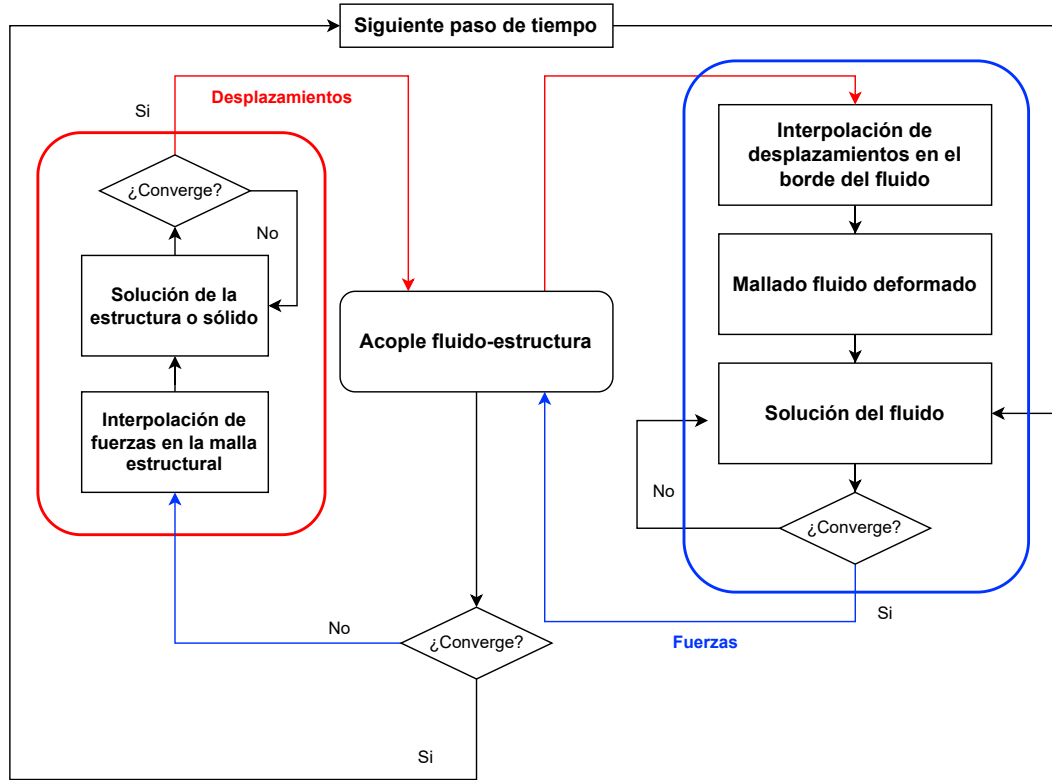 Siguiente paso de tiempo
Desplazamientos
Si
¿Converge?
No
Solución de la
estructura o sólido
Interpolación de
fuerzas en la malla
estructural
Acople fluido-estructura
Interpolación de
desplazamientos en el
borde del fluido
Mallado fluido deformado
Solución del fluido
No
¿Converge?
Si
Fuerzas
No
¿Converge?
Si